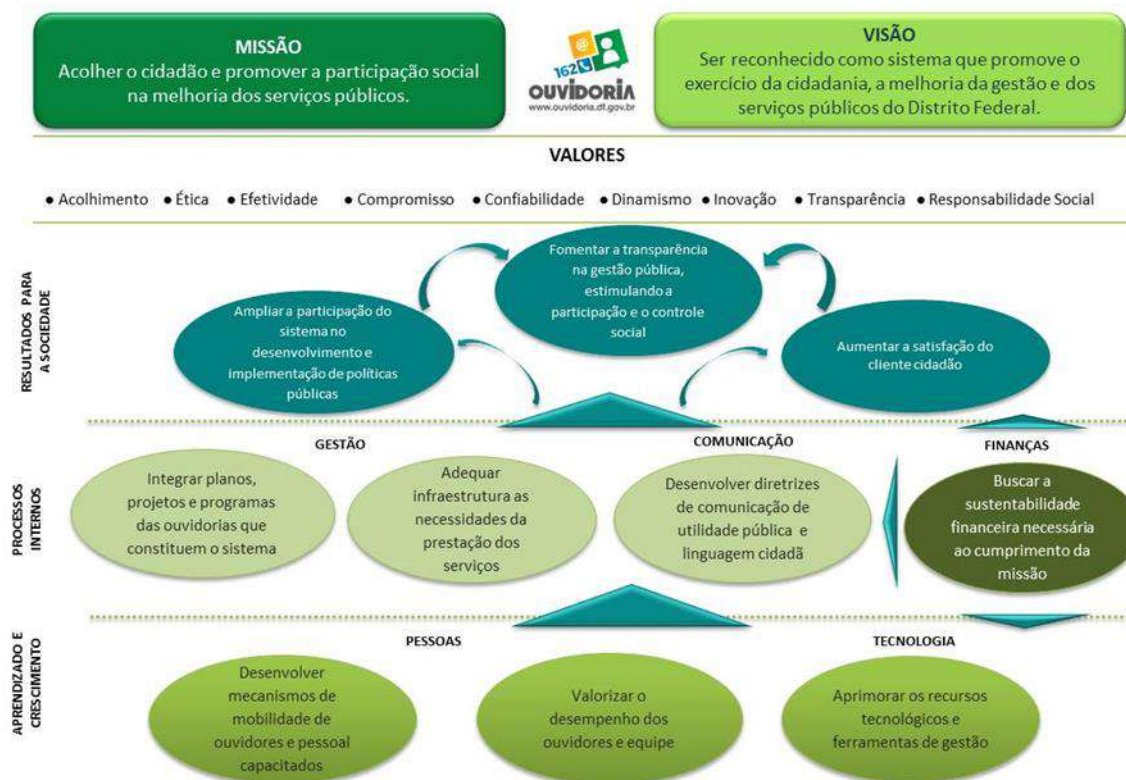 MISSÃO
Acolher o cidadão e promover a participação social
na melhoria dos serviços públicos.
@
162
OUVIDORIA
www.ouvidoria.df.gov.br
VISÃO
Ser reconhecido como sistema que promove o
exercício da cidadania, a melhoria da gestão e dos
serviços públicos do Distrito Federal.
VALORES
● Acolhimento ● Ética ● Efetividade ● Compromisso ● Confiabilidade ● Dinamismo ● Inovação ● Transparência ● Responsabilidade Social
RESULTADOS PARA
A SOCIEDADE
Fomentar a transparência
na gestão pública,
estimulando a
participação e o controle
social
Ampliar a participação do
sistema no
desenvolvimento e
implementação de políticas
públicas
Aumentar a satisfação do
cliente cidadão
PROCESSOS
INTERNOS
GESTÃO
COMUNICAÇÃO
FINANÇAS
Integrar planos,
projetos e programas
das ouvidorias que
constituem o sistema
Adequar
infraestrutura as
necessidades da
prestação dos
serviços
Desenvolver diretrizes
de comunicação de
utilidade pública e
linguagem cidadã
Buscar a
sustentabilidade
financeira necessária
ao cumprimento da
missão
APRENDIZADO E
CRESCIMENTO
PESSOAS
TECNOLOGIA
Desenvolver
mecanismos de
mobilidade de
ouvidores e pessoal
capacitados
Valorizar o
desempenho dos
ouvidores e equipe
Aprimorar os recursos
tecnológicos e
ferramentas de gestão